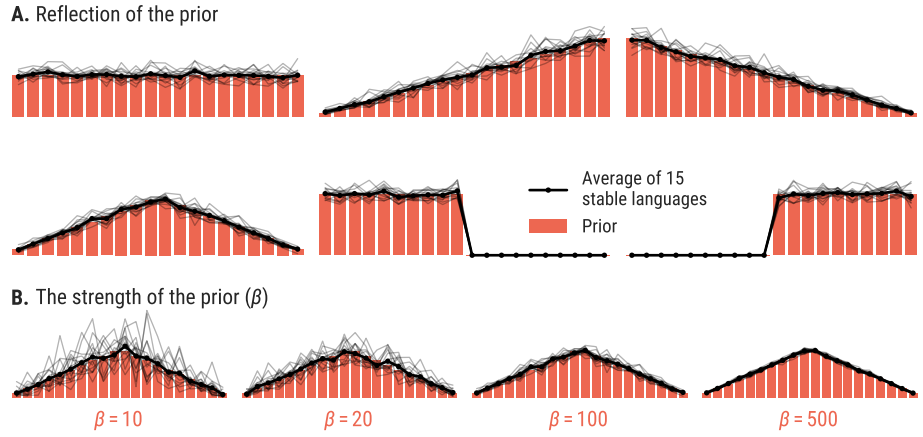 A. Reflection of the prior
Average of 15
stable languages
Prior
B. The strength of the prior (β)
β = 10
β = 20
β = 100
β = 500